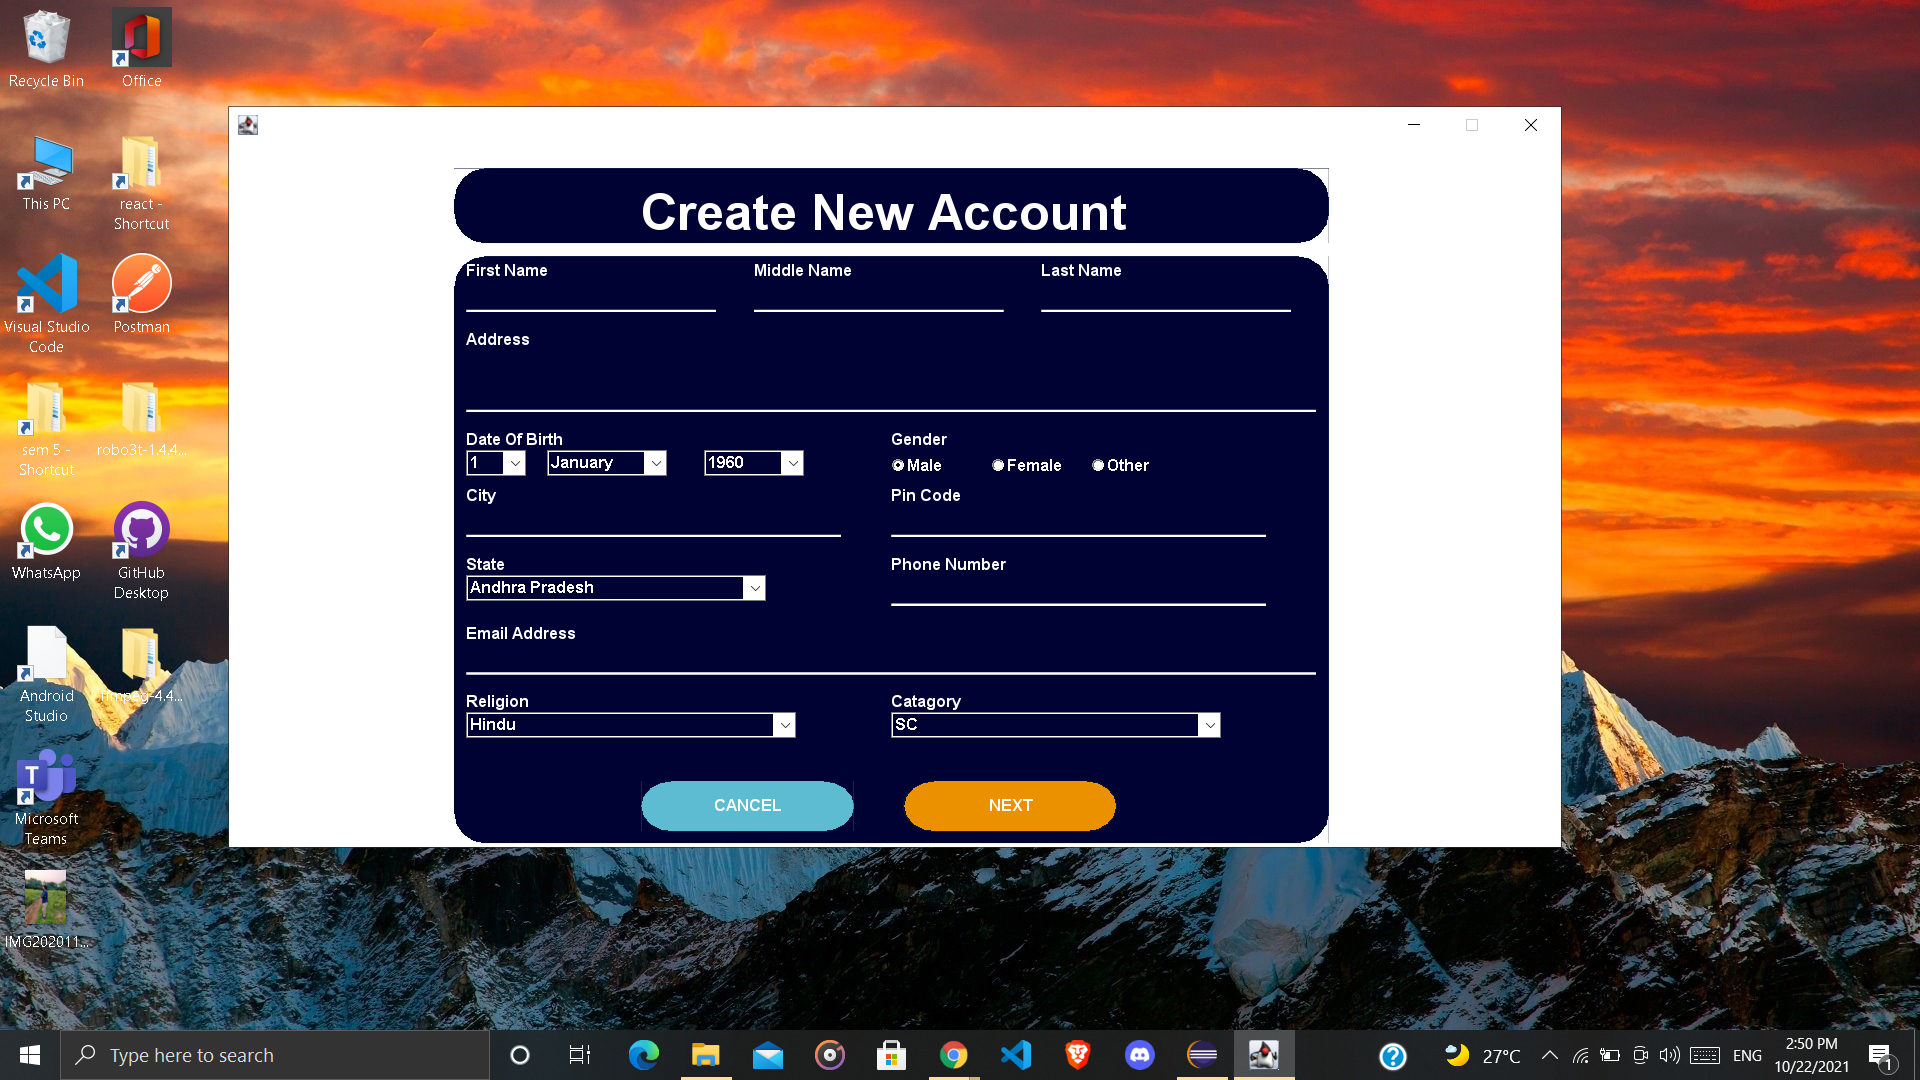 Recycle Bin
Office
This PC
react -
Shortcut
Visual Studio
Code
Postman
sem 5 -
Shortcut
robo3t-1.4.4...
WhatsApp
GitHub
Desktop
Android
Studio
ffmpeg-4.4...
Microsoft
Teams
IMG202011...
Create New Account
First Name
Middle Name
Last Name
Address
Date Of Birth
Gender
1
January
1960
Male
Female
Other
City
Pin Code
State
Phone Number
Andhra Pradesh
Email Address
Religion
Catagory
Hindu
SC
CANCEL
NEXT
Type here to search
27°C
ENG
2:50 PM
10/22/2021
1